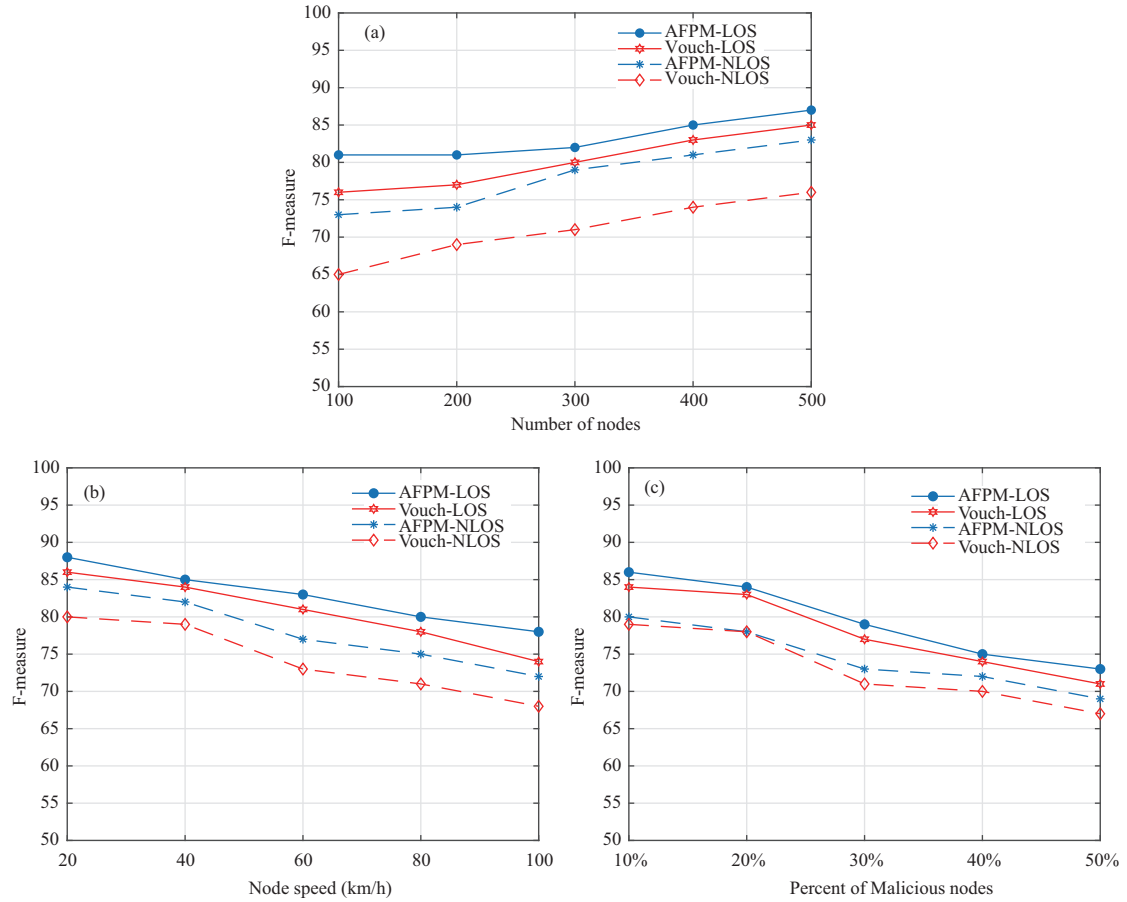 100
95
90
85
80
75
70
65
60
55
50
F-measure
(a)
AFPM-LOS
Vouch-LOS
AFPM-NLOS
Vouch-NLOS
100 200 300 400 500
Number of nodes
100
95
90
85
80
75
70
65
60
55
50
F-measure
(b)
AFPM-LOS
Vouch-LOS
AFPM-NLOS
Vouch-NLOS
20 40 60 80 100
Node speed (km/h)
100
95
90
85
80
75
70
65
60
55
50
F-measure
(c)
AFPM-LOS
Vouch-LOS
AFPM-NLOS
Vouch-NLOS
10% 20% 30% 40% 50%
Percent of Malicious nodes